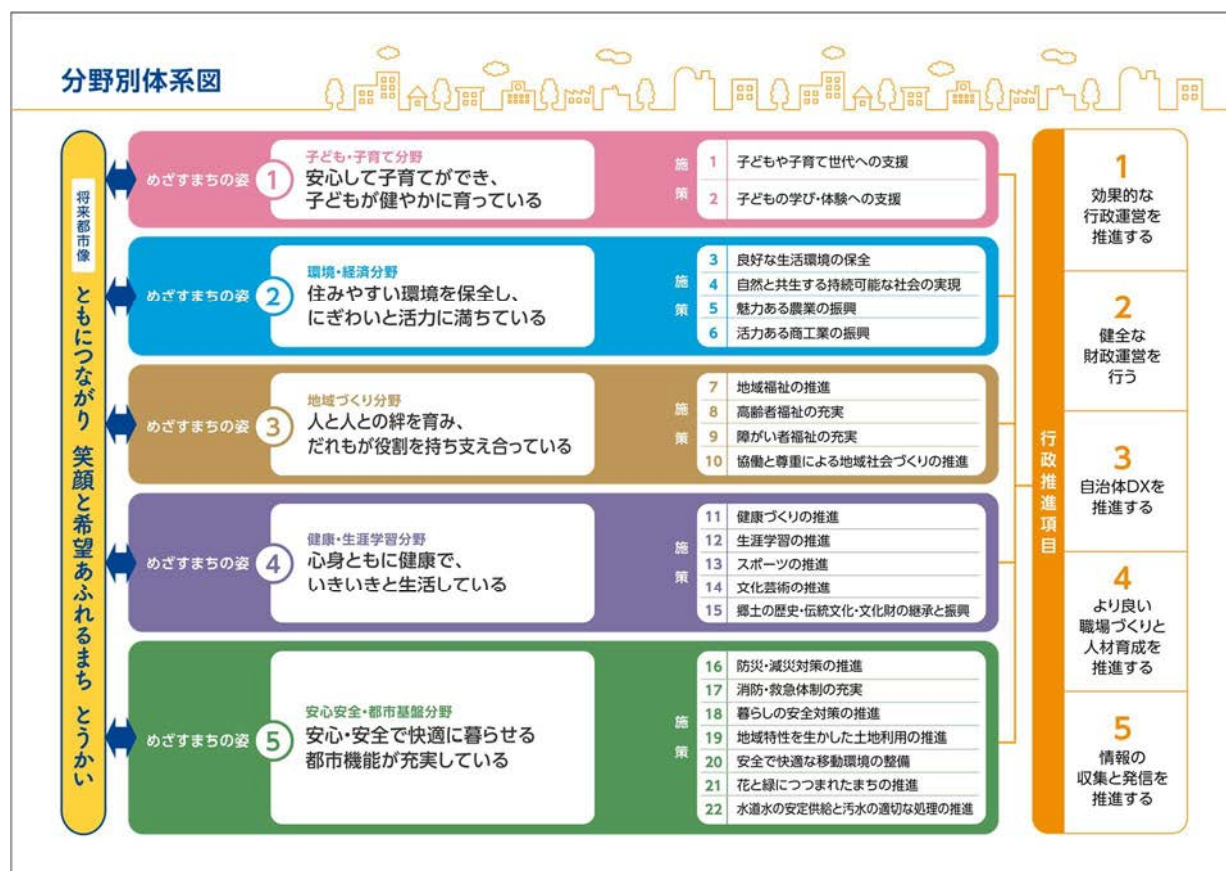 分野別体系図
将来都市像
ともにつながり 笑顔と希望あふれるまち とうかい
めざすまちの姿 1
子ども・子育て分野
安心して子育てができ、
子どもが健やかに育っている
施策
1 子どもや子育て世代への支援
2 子どもの学び・体験への支援
めざすまちの姿 2
環境・経済分野
住みやすい環境を保全し、
にぎわいと活力に満ちている
施策
3 良好な生活環境の保全
4 自然と共生する持続可能な社会の実現
5 魅力ある農業の振興
6 活力ある商工業の振興
めざすまちの姿 3
地域づくり分野
人と人との絆を育み、
だれもが役割を持ち支え合っている
施策
7 地域福祉の推進
8 高齢者福祉の充実
9 障がい者福祉の充実
10 協働と尊重による地域社会づくりの推進
めざすまちの姿 4
健康・生涯学習分野
心身ともに健康で、
いきいきと生活している
施策
11 健康づくりの推進
12 生涯学習の推進
13 スポーツの推進
14 文化芸術の推進
15 郷土の歴史・伝統文化・文化財の継承と振興
めざすまちの姿 5
安心安全・都市基盤分野
安心・安全で快適に暮らせる
都市機能が充実している
施策
16 防災・減災対策の推進
17 消防・救急体制の充実
18 暮らしの安全対策の推進
19 地域特性を生かした土地利用の推進
20 安全で快適な移動環境の整備
21 花と緑につつまれたまちの推進
22 水道水の安定供給と汚水の適切な処理の推進
行政推進項目
1
効果的な
行政運営を
推進する
2
健全な
財政運営を
行う
3
自治体DXを
推進する
4
より良い
職場づくりと
人材育成を
推進する
5
情報の
収集と発信を
推進する